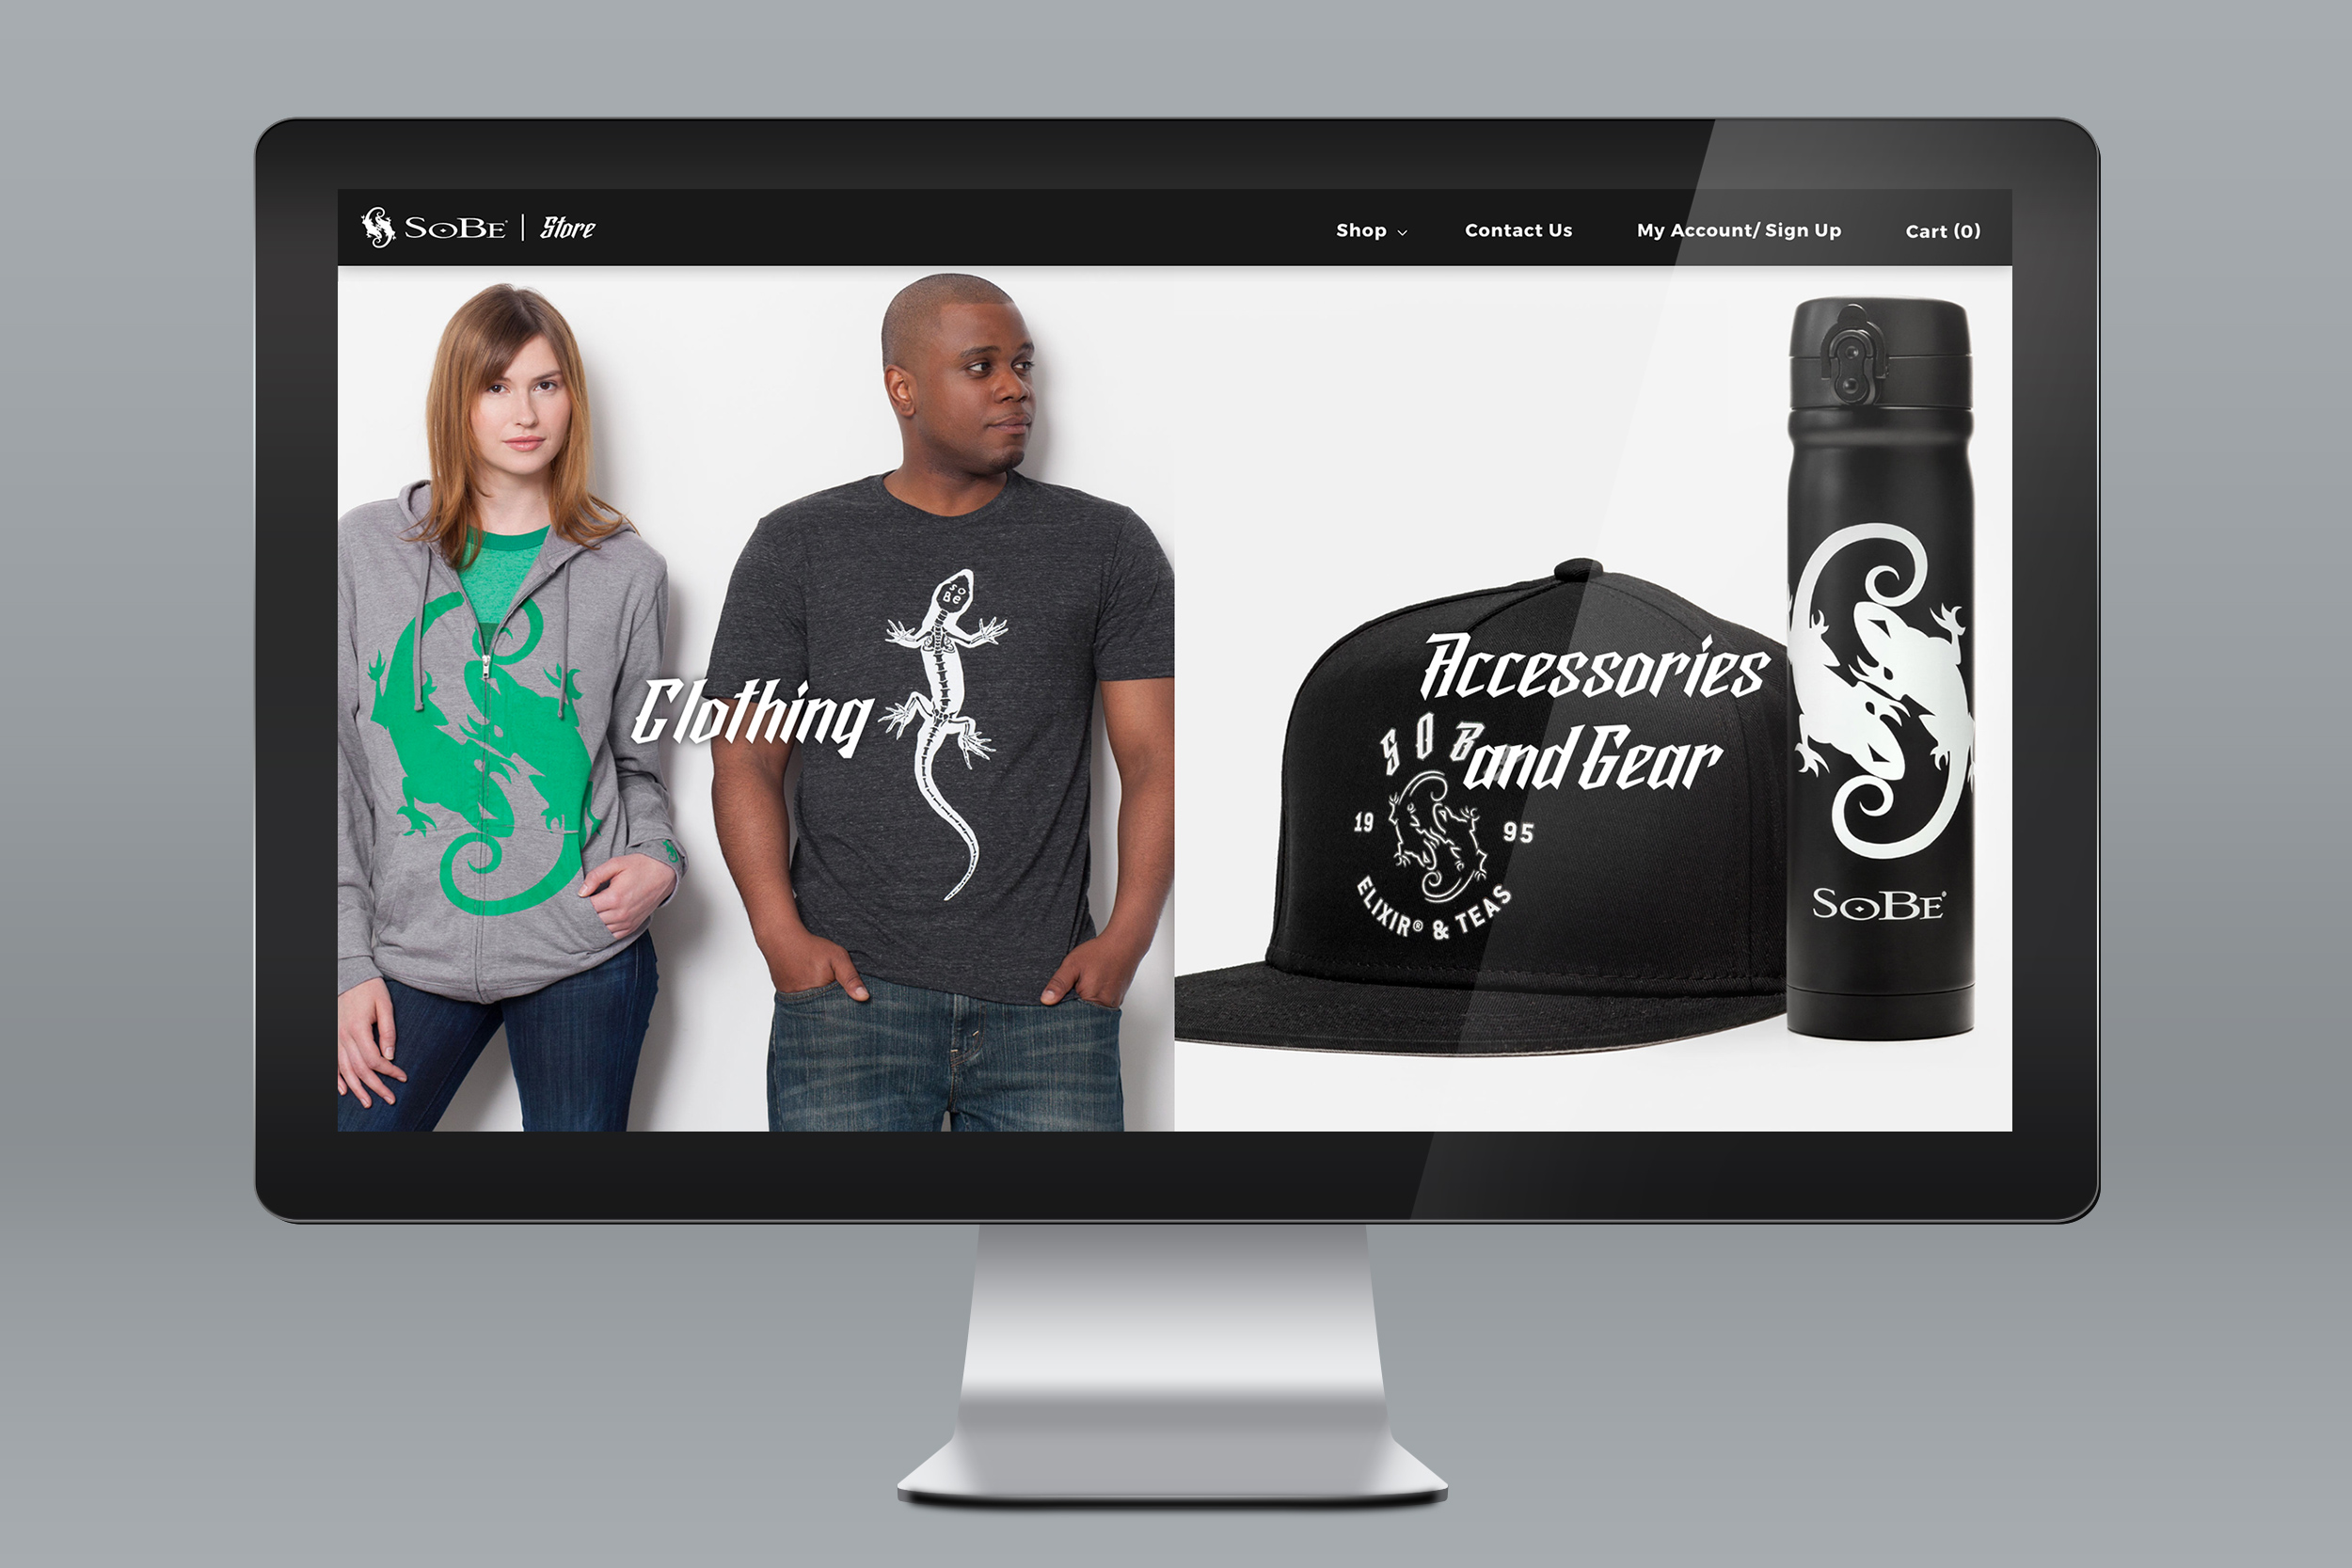 SoBe® | Store
Shop
Contact Us
My Account/ Sign Up
Cart (0)
SoBe
Clothing
Accessories
and Gear
SOB
19 95
ELIXIR® & TEAS
SoBe®